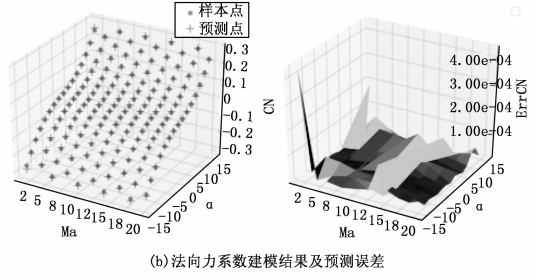 样本点
预测点
0.3
0.2
0.1
0
-0.1
-0.2
-0.3
CN
2 5 8 10 12 15 18 20
Ma
-15 -10 -5 0 5 10 15
α
4.00e-04
3.00e-04
2.00e-04
1.00e-04
ErrCN
2 5 8 10 12 15 18 20
Ma
-15 -10 -5 0 5 10 15
α
(b)法向力系数建模结果及预测误差